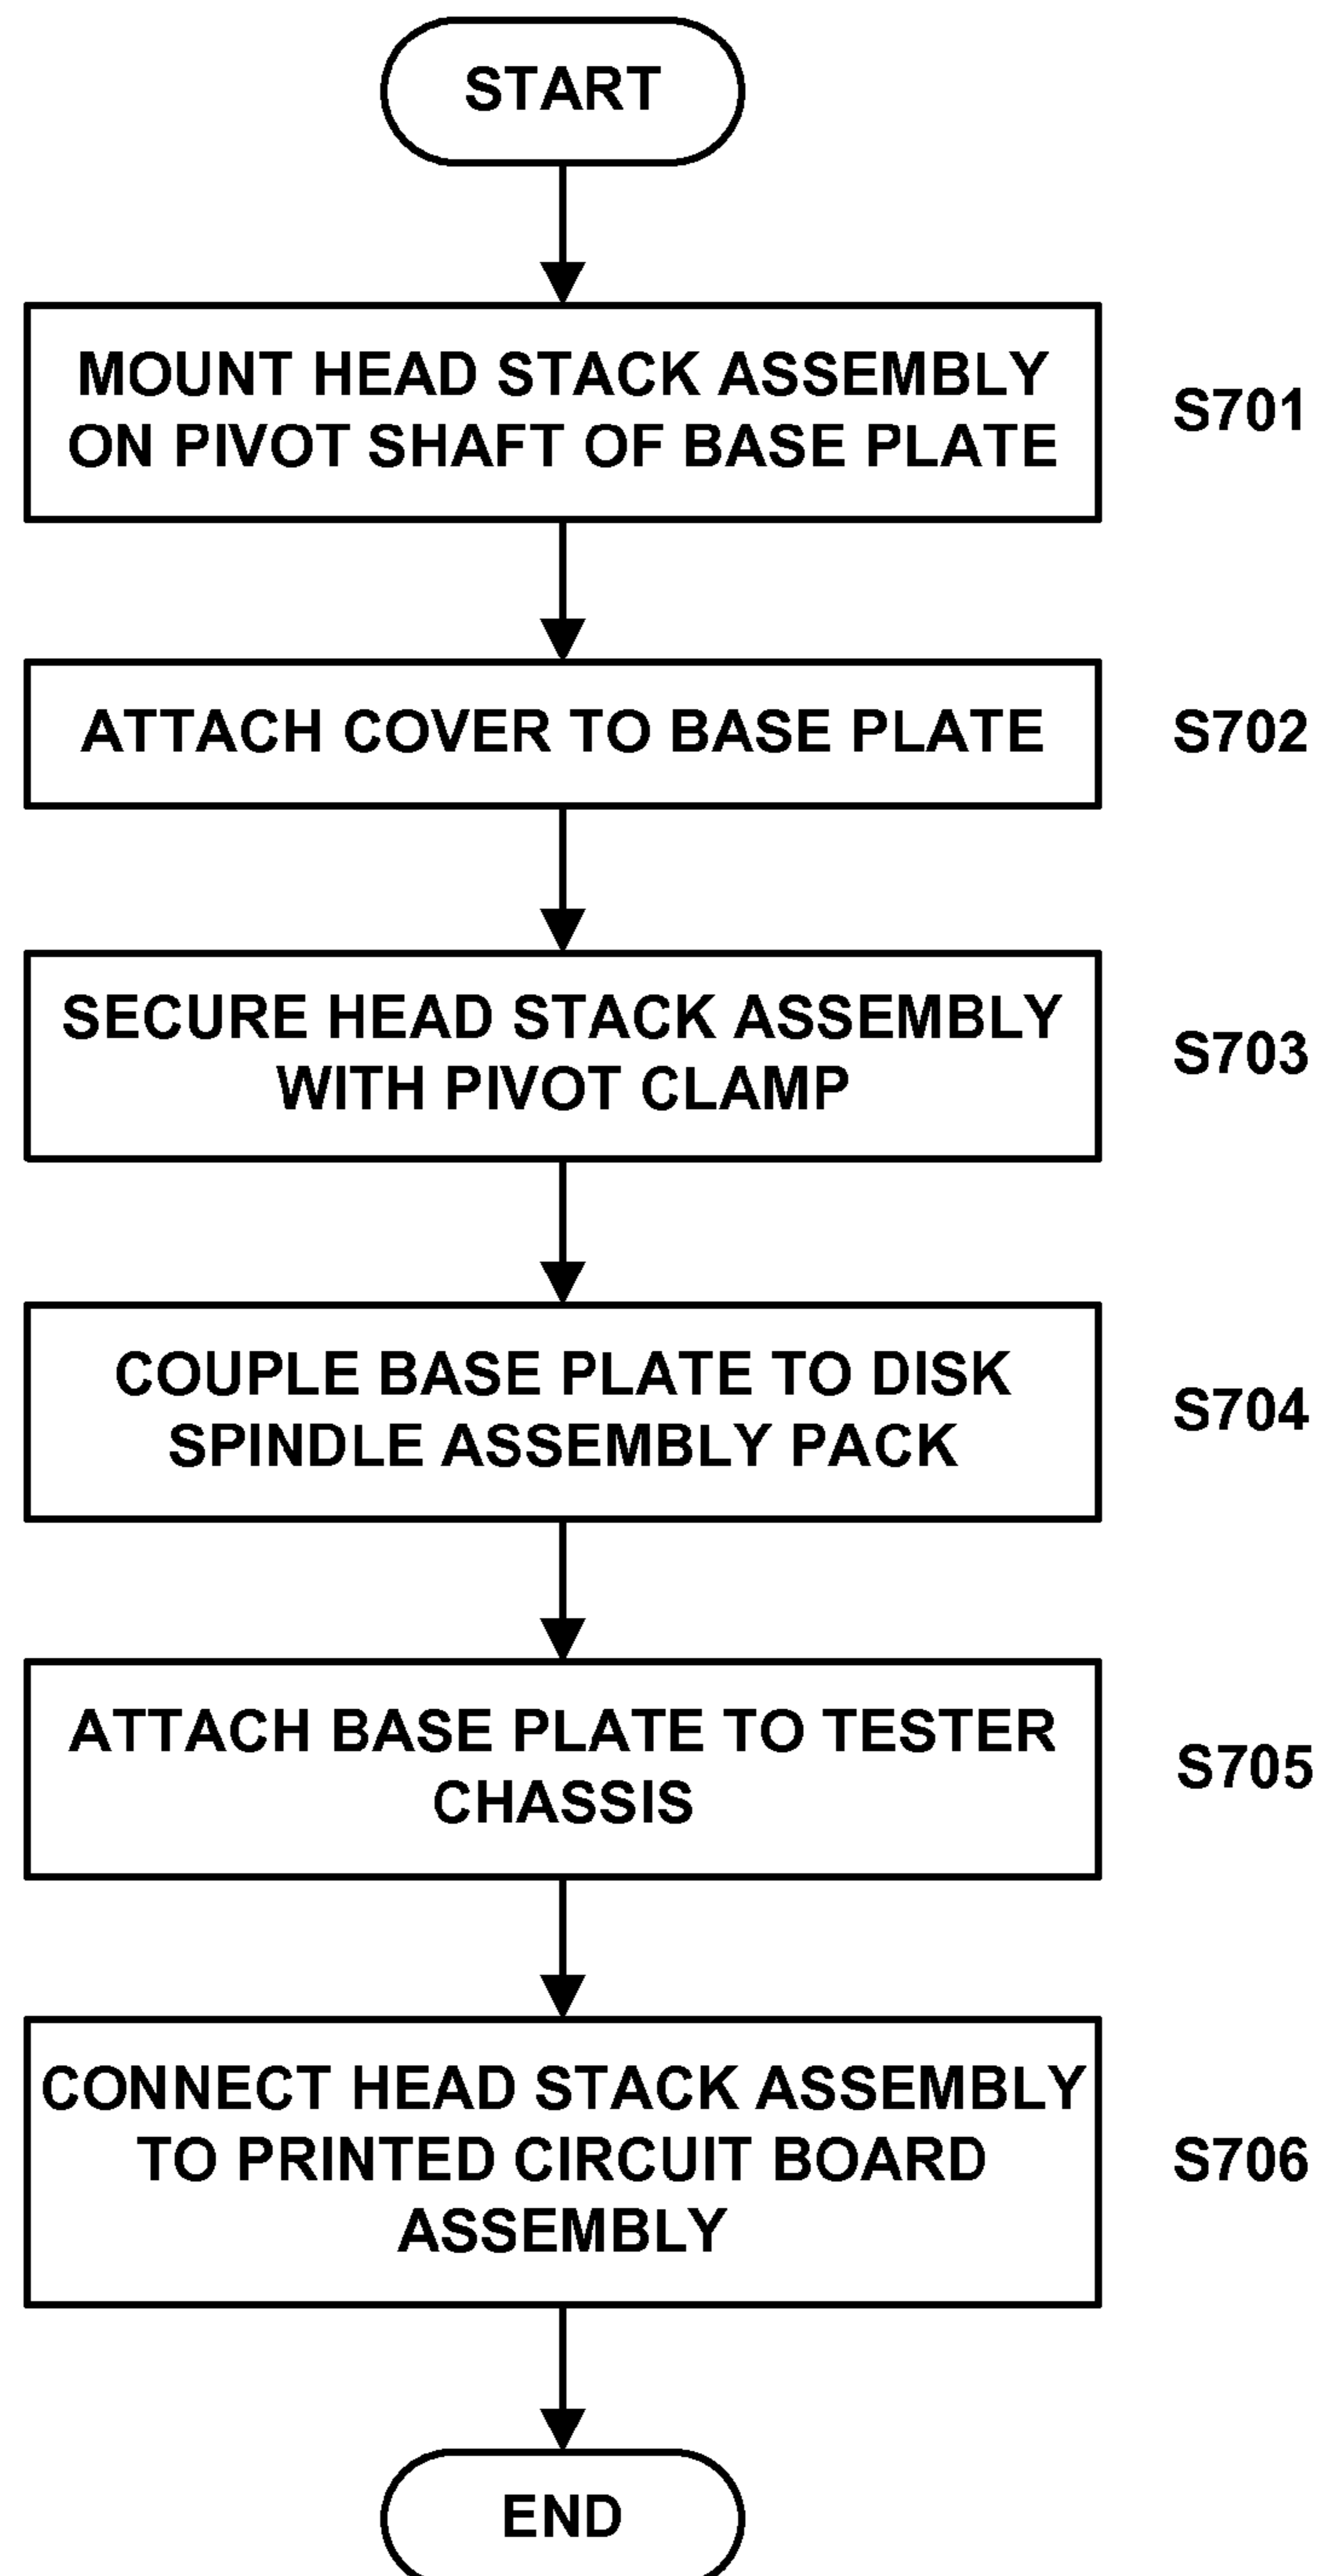 START
MOUNT HEAD STACK ASSEMBLY
ON PIVOT SHAFT OF BASE PLATE
S701
ATTACH COVER TO BASE PLATE
S702
SECURE HEAD STACK ASSEMBLY
WITH PIVOT CLAMP
S703
COUPLE BASE PLATE TO DISK
SPINDLE ASSEMBLY PACK
S704
ATTACH BASE PLATE TO TESTER
CHASSIS
S705
CONNECT HEAD STACK ASSEMBLY
TO PRINTED CIRCUIT BOARD
ASSEMBLY
S706
END